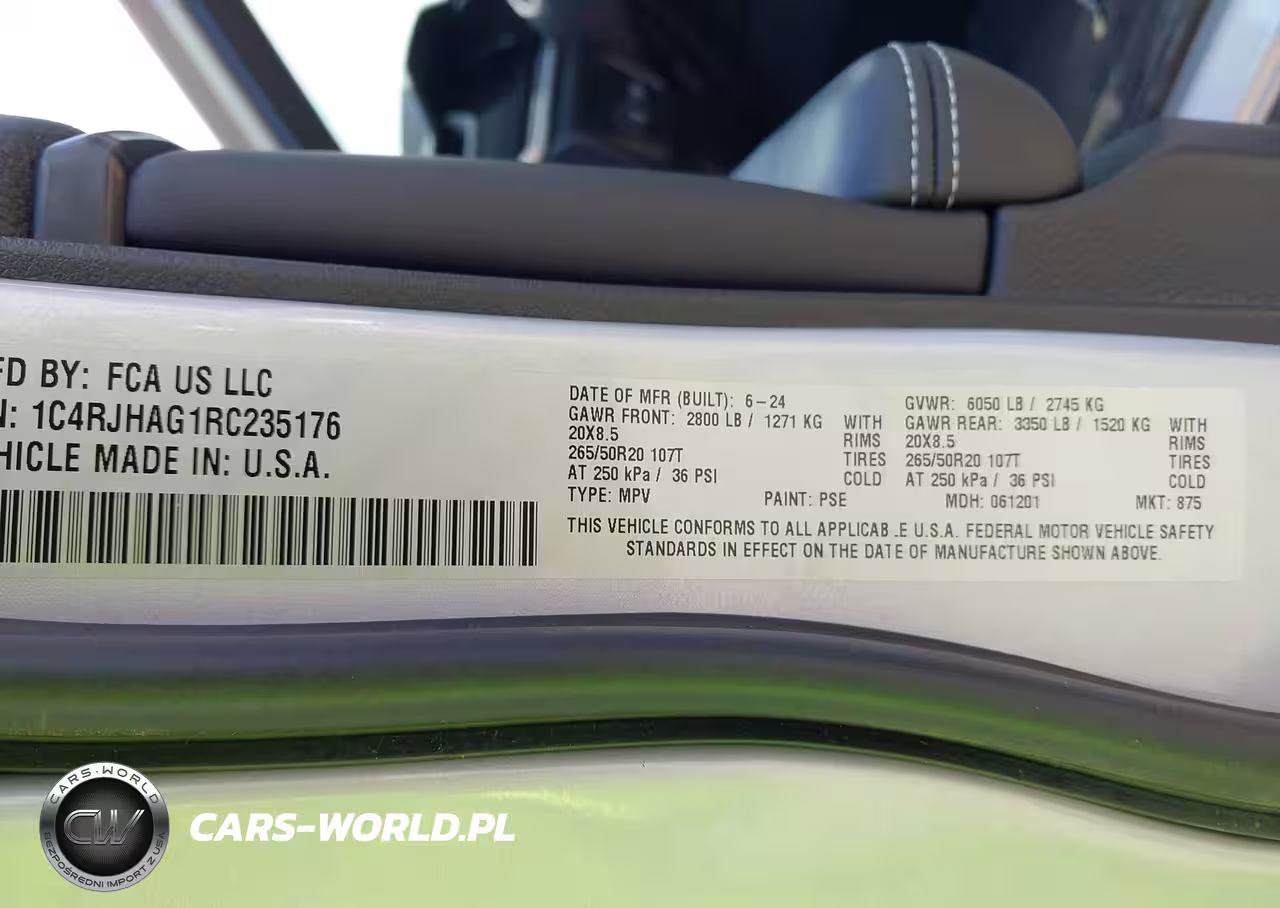 FD BY: FCA US LLC
N: 1C4RJHAG1RC235176
HICLE MADE IN: U.S.A.
DATE OF MFR (BUILT): 6-24
GAWR FRONT: 2800 LB / 1271 KG WITH
20X8.5 RIMS
265/50R20 107T TIRES
AT 250 kPa / 36 PSI COLD
GVWR: 6050 LB / 2745 KG
GAWR REAR: 3350 LB / 1520 KG WITH
20X8.5 RIMS
265/50R20 107T TIRES
AT 250 kPa / 36 PSI COLD
TYPE: MPV PAINT: PSE MDH: 061201 MKT: 875
THIS VEHICLE CONFORMS TO ALL APPLICAB.E U.S.A. FEDERAL MOTOR VEHICLE SAFETY
STANDARDS IN EFFECT ON THE DATE OF MANUFACTURE SHOWN ABOVE.
CARS-WORLD
CW
BEZPOŚREDNI IMPORT Z USA
CARS-WORLD.PL